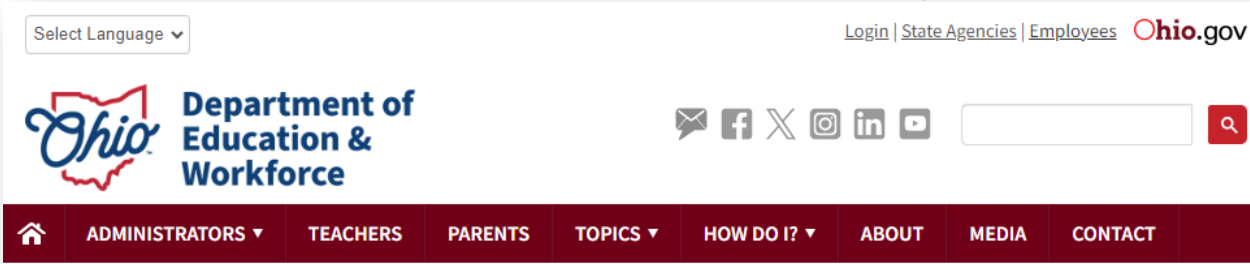 Select Language
Login | State Agencies | Employees Ohio.gov
Ohio
Department of
Education &
Workforce
ADMINISTRATORS ▼ TEACHERS PARENTS TOPICS ▼ HOW DO I? ▼ ABOUT MEDIA CONTACT